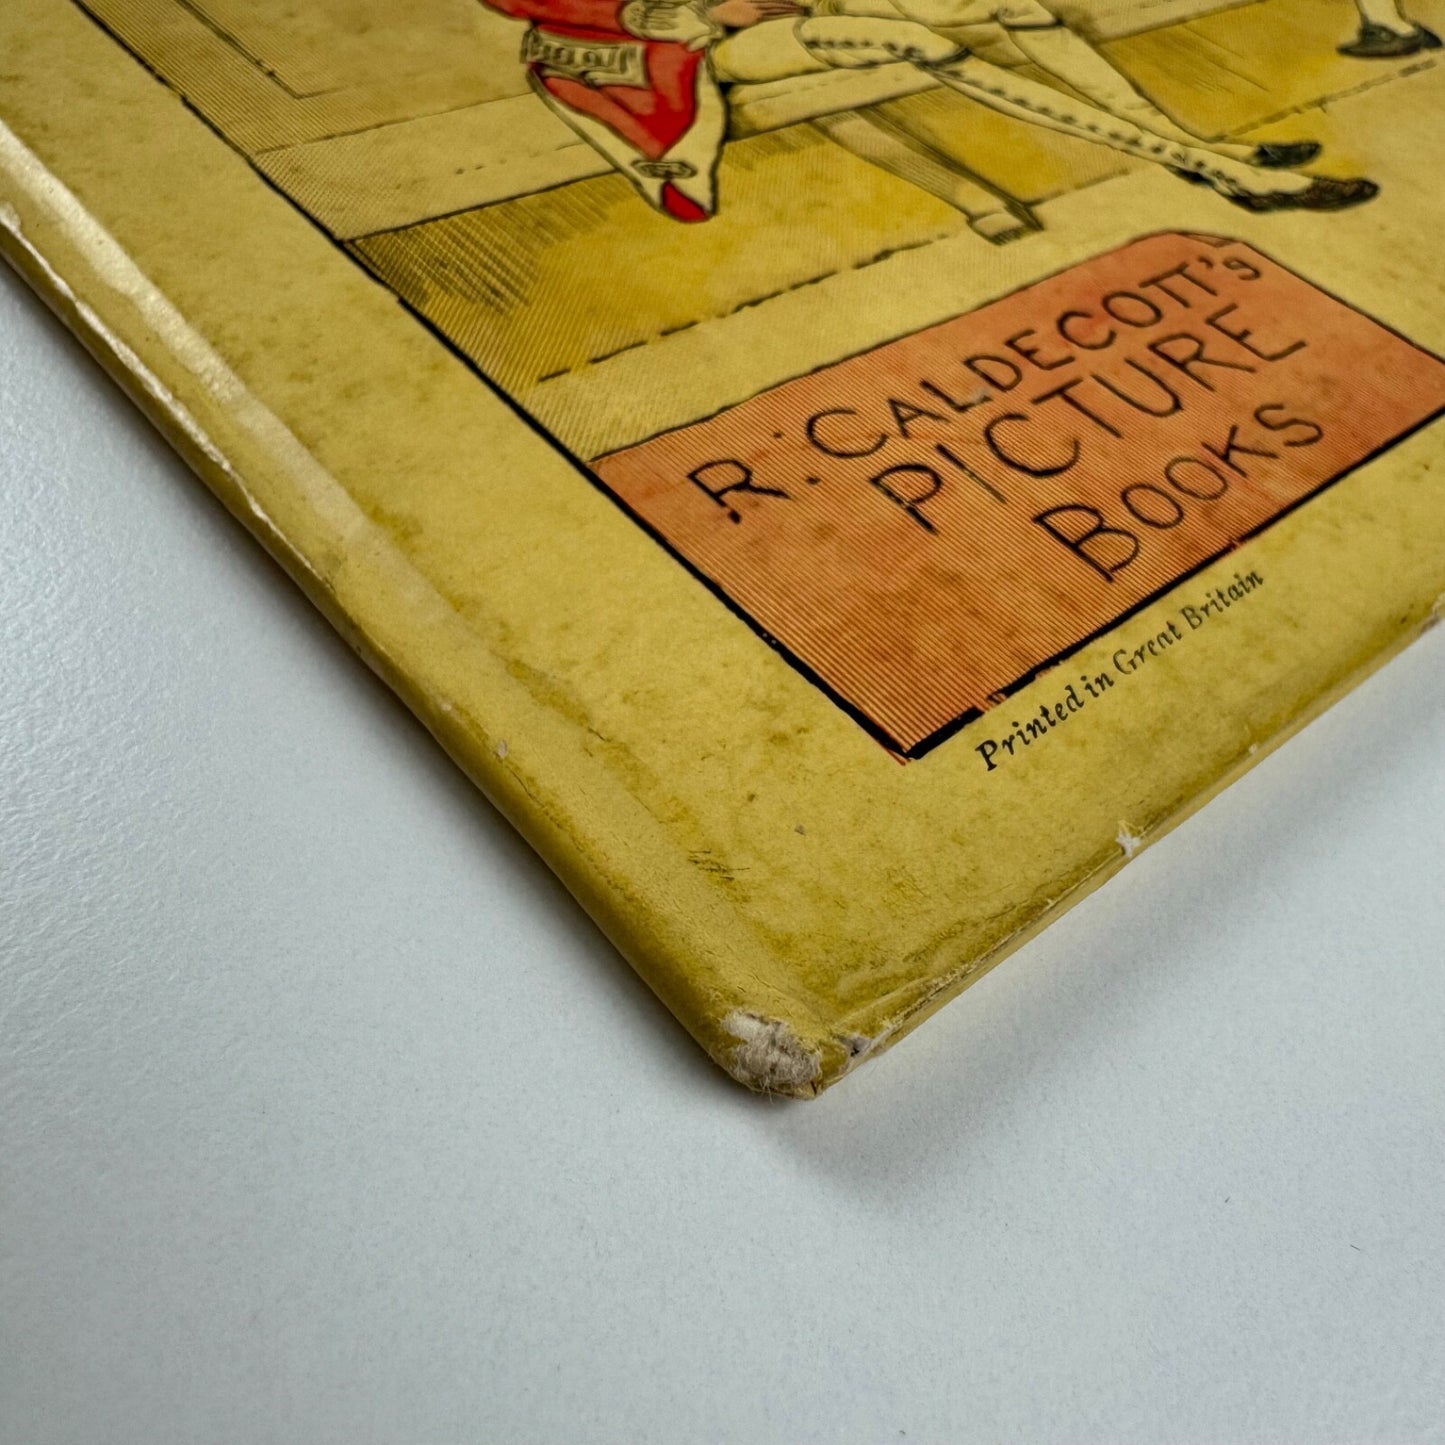 R. CALDECOTT's
PICTURE
BOOKS
Printed in Great Britain